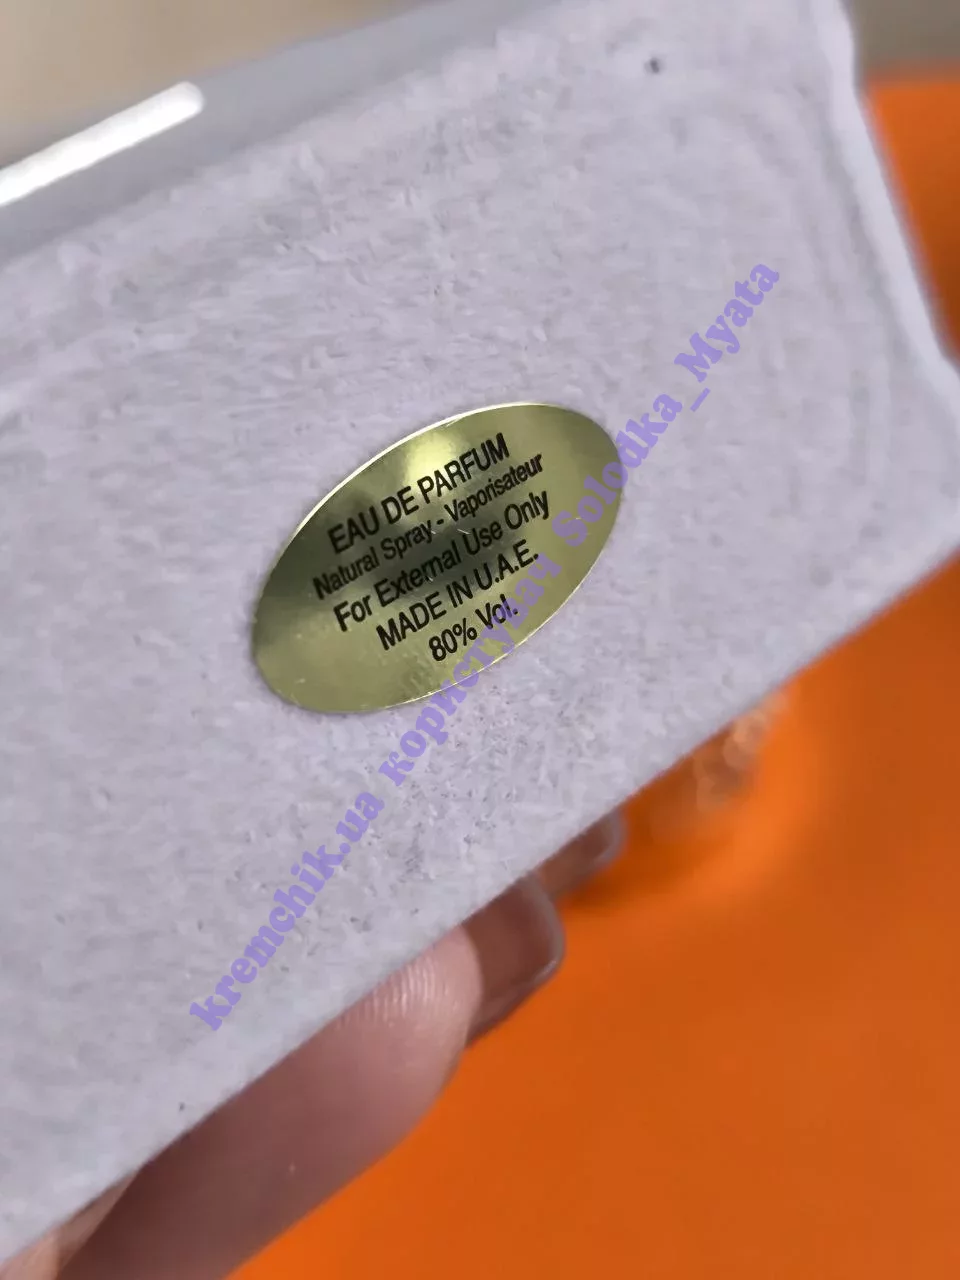 EAU DE PARFUM
Natural Spray - Vaporisateur
For External Use Only
MADE IN U.A.E.
80% Vol.
kremchik.ua користувач Solodka_Myata